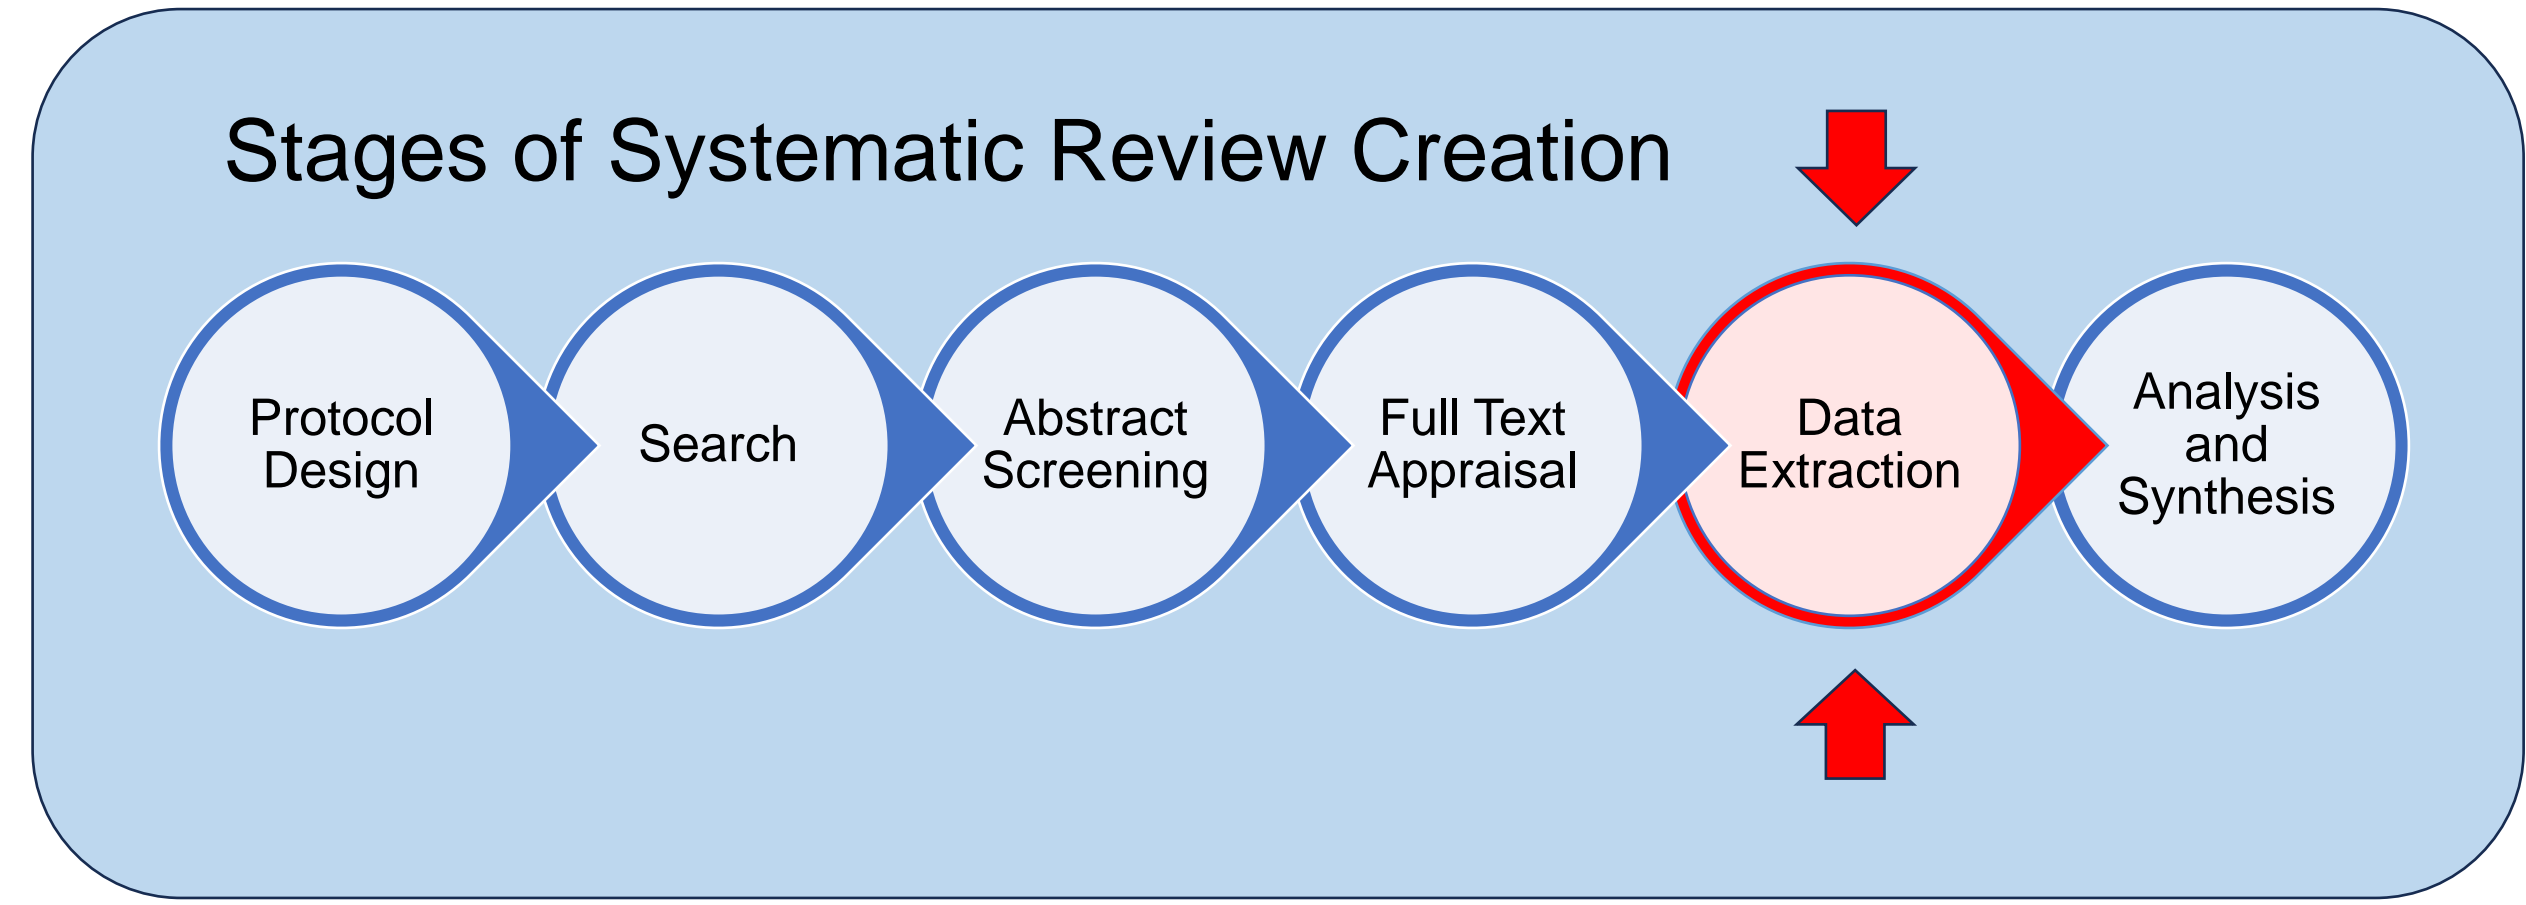 Stages of Systematic Review Creation
Protocol
Design
Search
Abstract
Screening
Full Text
Appraisal
Data
Extraction
Analysis
and
Synthesis